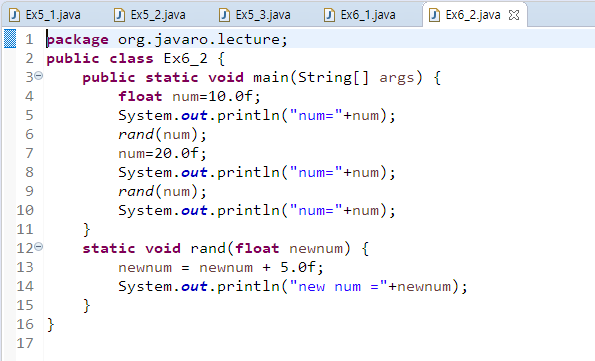 Ex5_1.java Ex5_2.java Ex5_3.java Ex6_1.java Ex6_2.java
1 package org.javaro.lecture;
2 public class Ex6_2 {
3 public static void main(String[] args) {
4 float num=10.0f;
5 System.out.println("num="+num);
6 rand(num);
7 num=20.0f;
8 System.out.println("num="+num);
9 rand(num);
10 System.out.println("num="+num);
11 }
12 static void rand(float newnum) {
13 newnum = newnum + 5.0f;
14 System.out.println("new num ="+newnum);
15 }
16 }
17